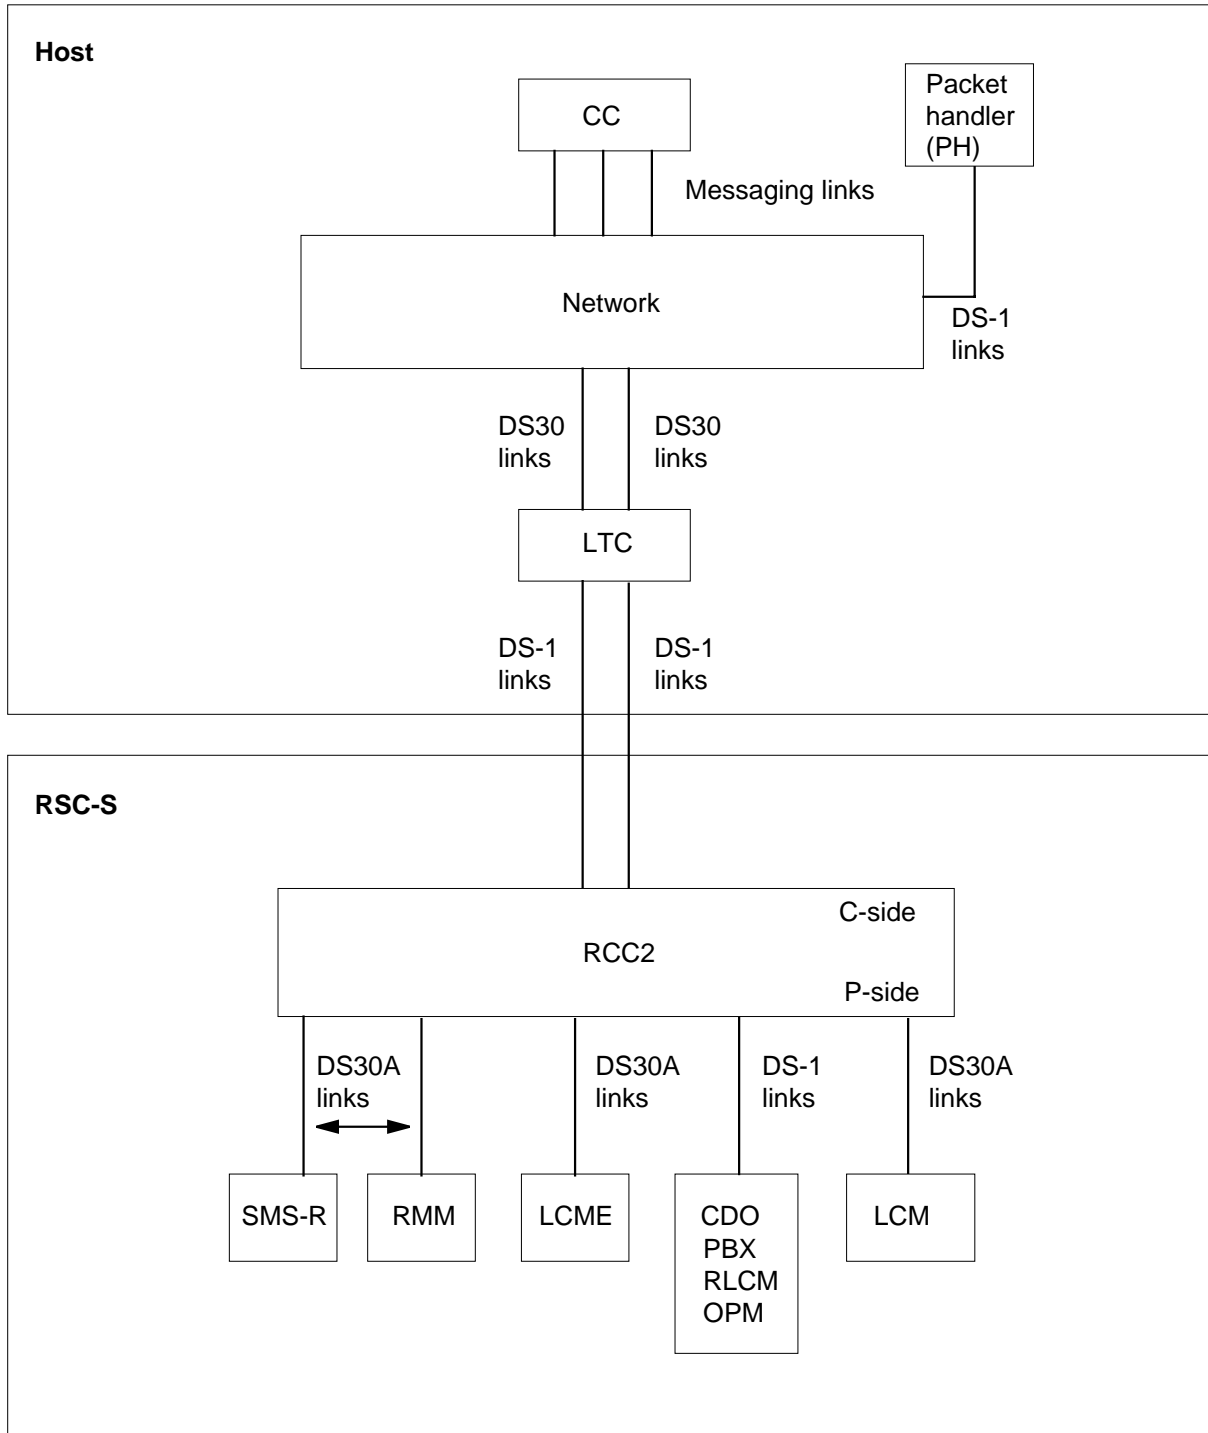 Host
CC
Packet
handler
(PH)
Messaging links
Network
DS-1
links
DS30
links
DS30
links
LTC
DS-1
links
DS-1
links
RSC-S
C-side
RCC2
P-side
DS30A
links
DS30A
links
DS-1
links
DS30A
links
SMS-R
RMM
LCME
CDO
PBX
RLCM
OPM
LCM